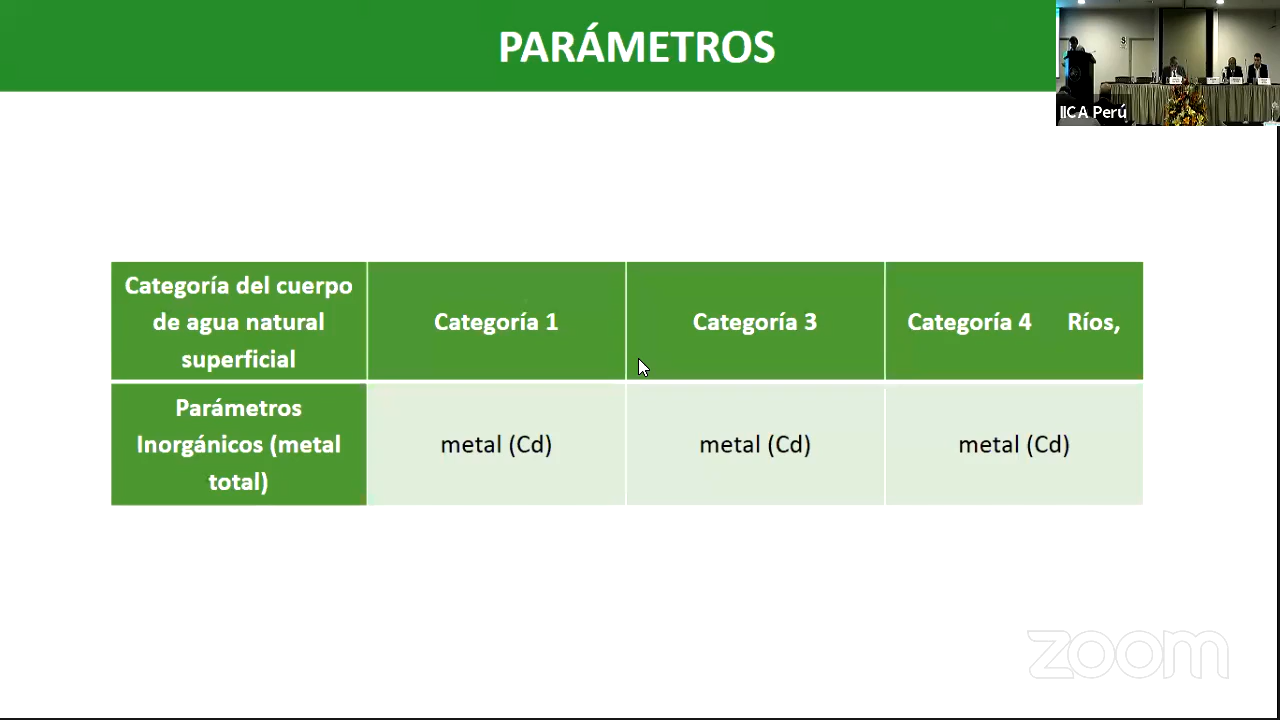 PARÁMETROS
IICA Perú
Categoría del cuerpo
de agua natural
superficial
Categoría 1
Categoría 3
Categoría 4 Ríos,
Parámetros
Inorgánicos (metal
total)
metal (Cd)
metal (Cd)
metal (Cd)
zoom